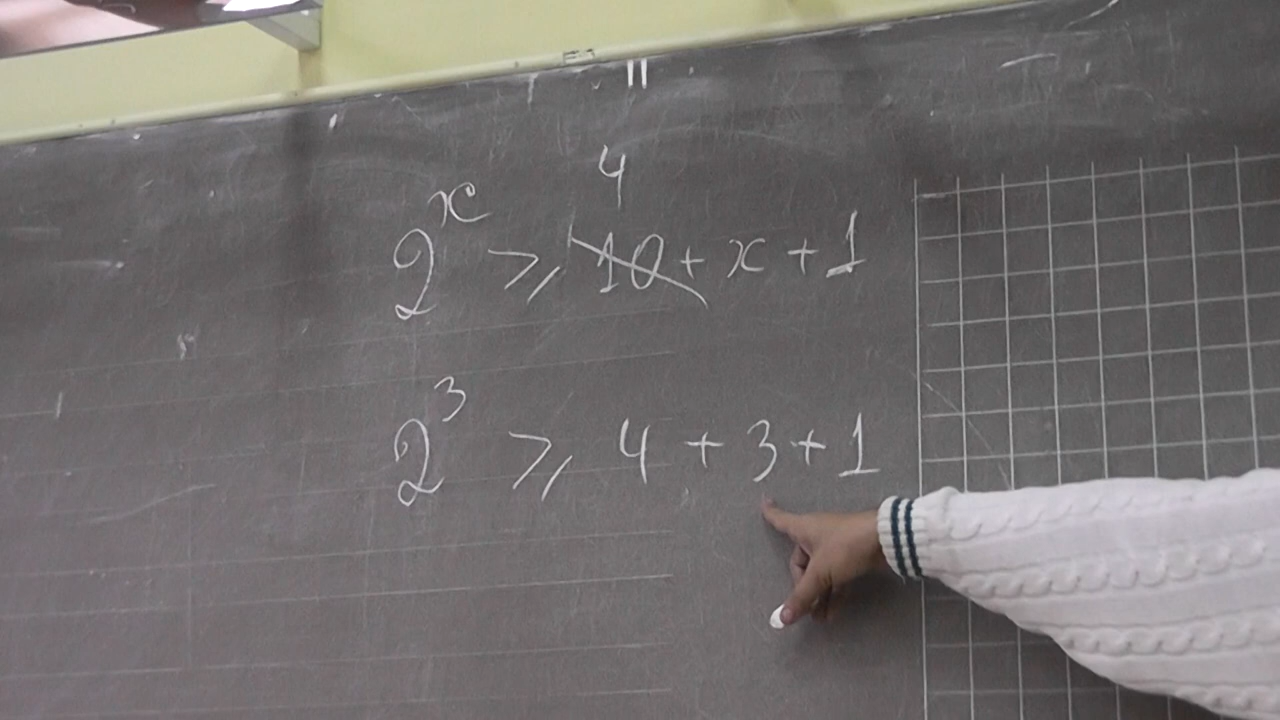 4
2^x ⩾ 10 + x + 1
2^3 ⩾ 4 + 3 + 1